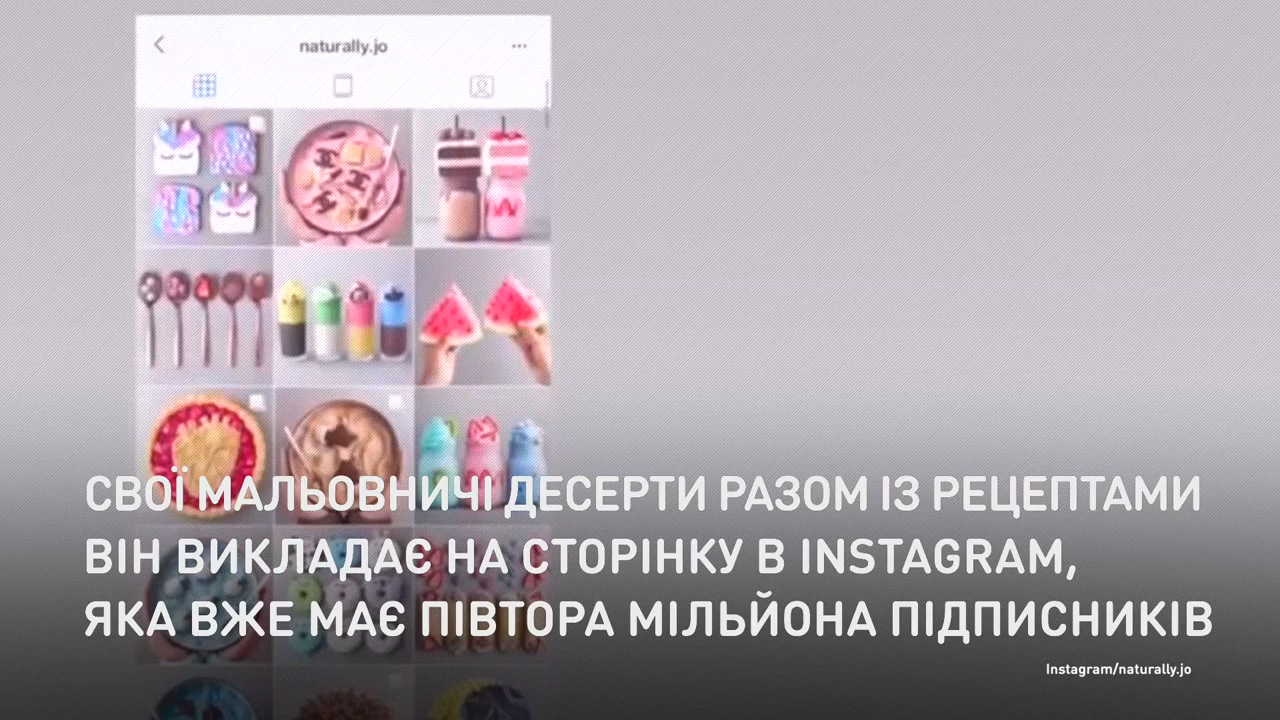 naturally.jo
СВОЇ МАЛЬОВНИЧІ ДЕСЕРТИ РАЗОМ ІЗ РЕЦЕПТАМИ
ВІН ВИКЛАДАЄ НА СТОРІНКУ В INSTAGRAM,
ЯКА ВЖЕ МАЄ ПІВТОРА МІЛЬЙОНА ПІДПИСНИКІВ
Instagram/naturally.jo